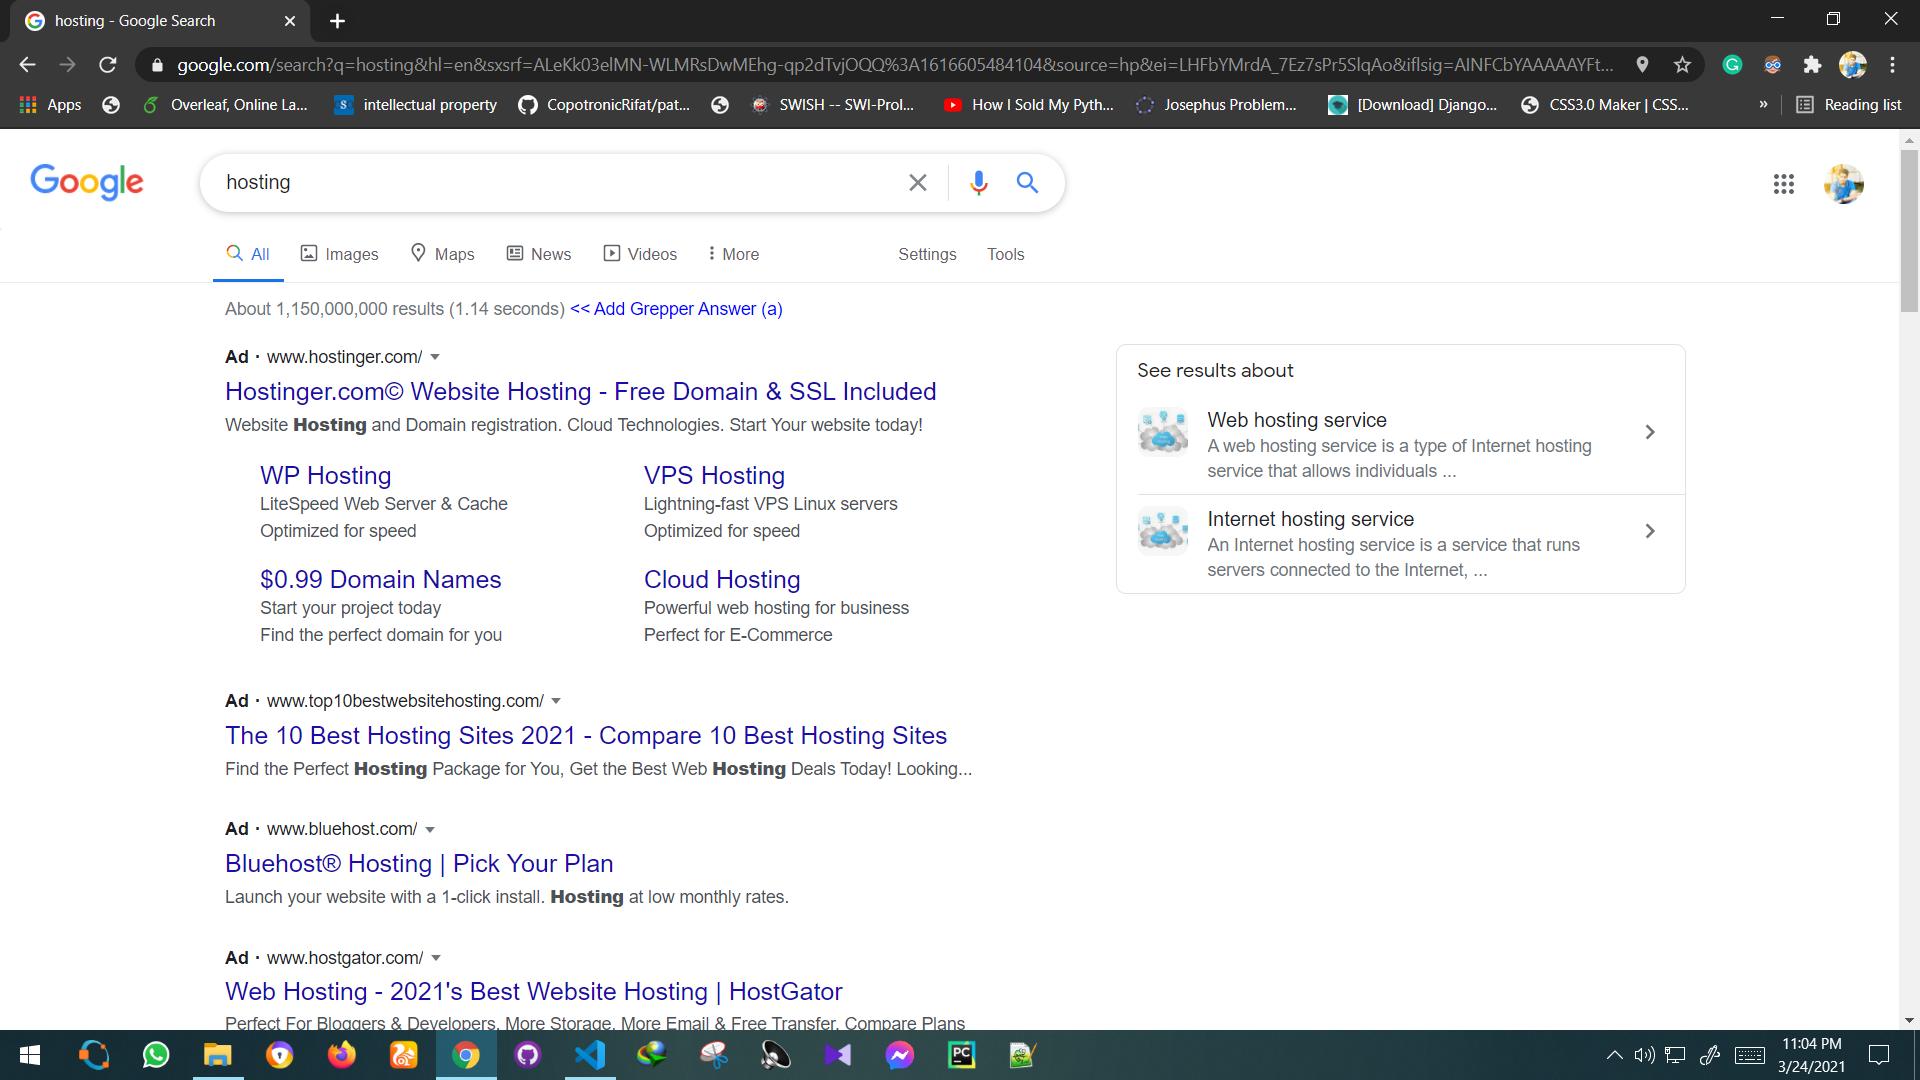 hosting - Google Search
google.com/search?q=hosting&hl=en&sxsrf=ALeKk03elMN-WLMRsDwMEhg-qp2dTvjOQQ%3A1616605484104&source=hp&ei=LHFbYMrdA_7Ez7sPr5SlqAo&iflsig=AINFCbYAAAAAYFt...
Apps
Overleaf, Online La...
S intellectual property
CopotronicRifat/pat...
SWISH -- SWI-Prol...
How I Sold My Pyth...
Josephus Problem...
[Download] Django...
CSS3.0 Maker | CSS...
»
Reading list
Google
hosting
All
Images
Maps
News
Videos
More
Settings
Tools
About 1,150,000,000 results (1.14 seconds) << Add Grepper Answer (a)
Ad · www.hostinger.com/
Hostinger.com© Website Hosting - Free Domain & SSL Included
Website Hosting and Domain registration. Cloud Technologies. Start Your website today!
WP Hosting
LiteSpeed Web Server & Cache
Optimized for speed
VPS Hosting
Lightning-fast VPS Linux servers
Optimized for speed
$0.99 Domain Names
Start your project today
Find the perfect domain for you
Cloud Hosting
Powerful web hosting for business
Perfect for E-Commerce
Ad · www.top10bestwebsitehosting.com/
The 10 Best Hosting Sites 2021 - Compare 10 Best Hosting Sites
Find the Perfect Hosting Package for You, Get the Best Web Hosting Deals Today! Looking...
Ad · www.bluehost.com/
Bluehost® Hosting | Pick Your Plan
Launch your website with a 1-click install. Hosting at low monthly rates.
Ad · www.hostgator.com/
Web Hosting - 2021's Best Website Hosting | HostGator
Perfect For Bloggers & Developers. More Storage. More Email & Free Transfer. Compare Plans
See results about
Web hosting service
A web hosting service is a type of Internet hosting
service that allows individuals ...
Internet hosting service
An Internet hosting service is a service that runs
servers connected to the Internet, ...
PC
11:04 PM
3/24/2021